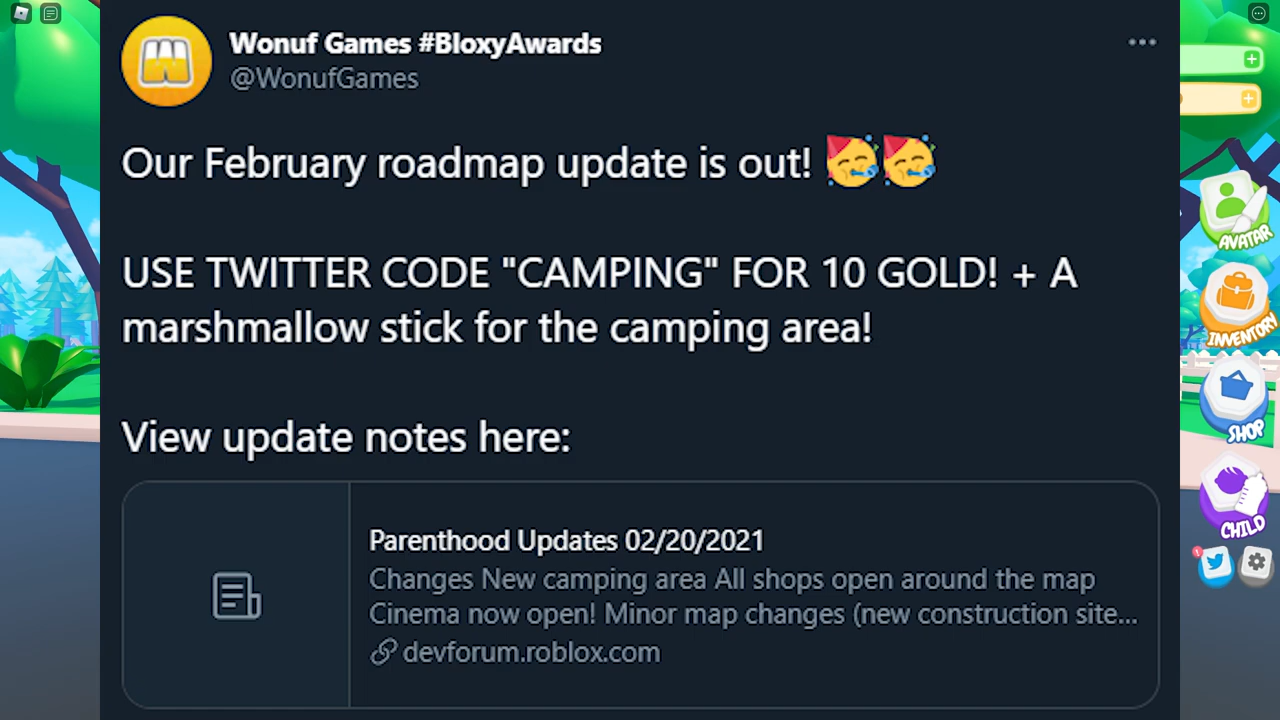 Wonuf Games #BloxyAwards
@WonufGames
Our February roadmap update is out! 🥳🥳
USE TWITTER CODE "CAMPING" FOR 10 GOLD! + A
marshmallow stick for the camping area!
View update notes here:
Parenthood Updates 02/20/2021
Changes New camping area All shops open around the map
Cinema now open! Minor map changes (new construction site...
devforum.roblox.com
AVATAR
INVENTORY
SHOP
CHILD
1